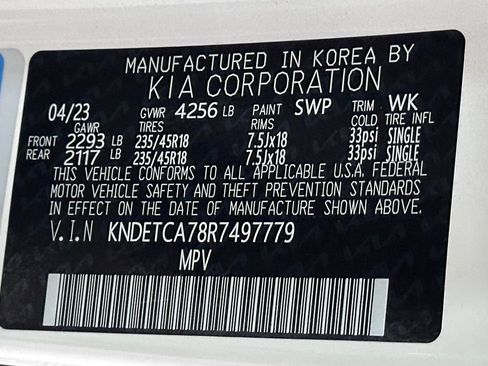 MANUFACTURED IN KOREA BY
KIA CORPORATION
04/23 GVWR 4256 LB PAINT SWP TRIM WK
GAWR TIRES RIMS COLD TIRE INFL
FRONT 2293 LB 235/45R18 7.5Jx18 33psi SINGLE
REAR 2117 LB 235/45R18 7.5Jx18 33psi SINGLE
THIS VEHICLE CONFORMS TO ALL APPLICABLE U.S.A. FEDERAL
MOTOR VEHICLE SAFETY AND THEFT PREVENTION STANDARDS
IN EFFECT ON THE DATE OF MANUFACTURE SHOWN ABOVE.
V.I.N KNDETCA78R7497779
MPV